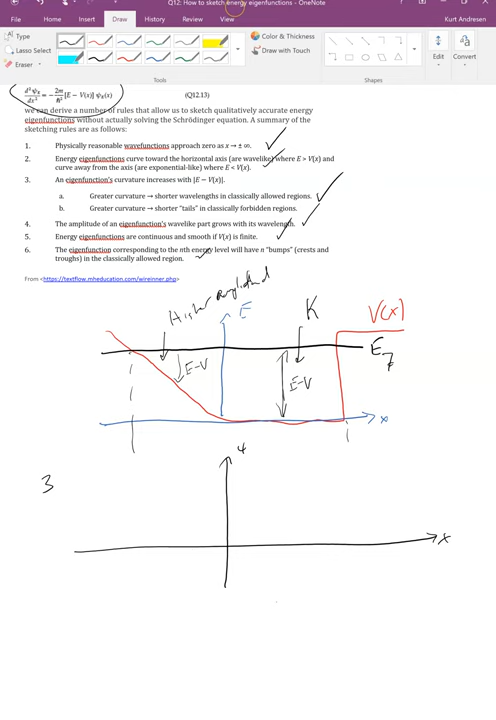 Q12: How to sketch energy eigenfunctions - OneNote
Kurt Andresen
File
Home
Insert
Draw
History
Review
View
Type
Lasso Select
Eraser
Color & Thickness
Draw with Touch
Edit
Convert
Tools
Shapes
d²ψ_E/dx² = −2m/ħ² [E − V(x)] ψ_E(x) (Q12.13)
we can derive a number of rules that allow us to sketch qualitatively accurate energy
eigenfunctions without actually solving the Schrödinger equation. A summary of the
sketching rules are as follows:
1. Physically reasonable wavefunctions approach zero as x → ± ∞.
2. Energy eigenfunctions curve toward the horizontal axis (are wavelike) where E > V(x) and
curve away from the axis (are exponential-like) where E < V(x).
3. An eigenfunction's curvature increases with |E − V(x)|.
a. Greater curvature → shorter wavelengths in classically allowed regions.
b. Greater curvature → shorter "tails" in classically forbidden regions.
4. The amplitude of an eigenfunction's wavelike part grows with its wavelength.
5. Energy eigenfunctions are continuous and smooth if V(x) is finite.
6. The eigenfunction corresponding to the nth energy level will have n "bumps" (crests and
troughs) in the classically allowed region.
From <https://textflow.mheducation.com/wireinner.php>
Higher amplitud
E
K
V(x)
E7
E-V
E-V
x
3
ψ
x